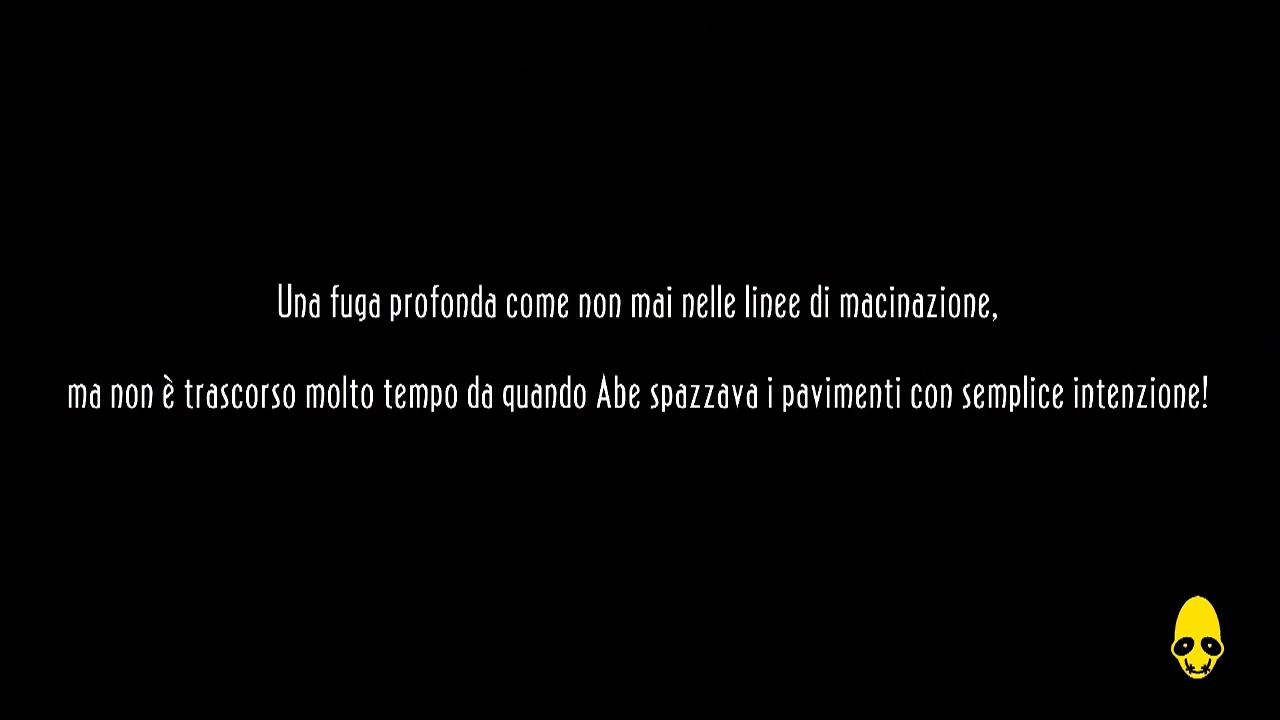 Una fuga profonda come non mai nelle linee di macinazione,
ma non è trascorso molto tempo da quando Abe spazzava i pavimenti con semplice intenzione!